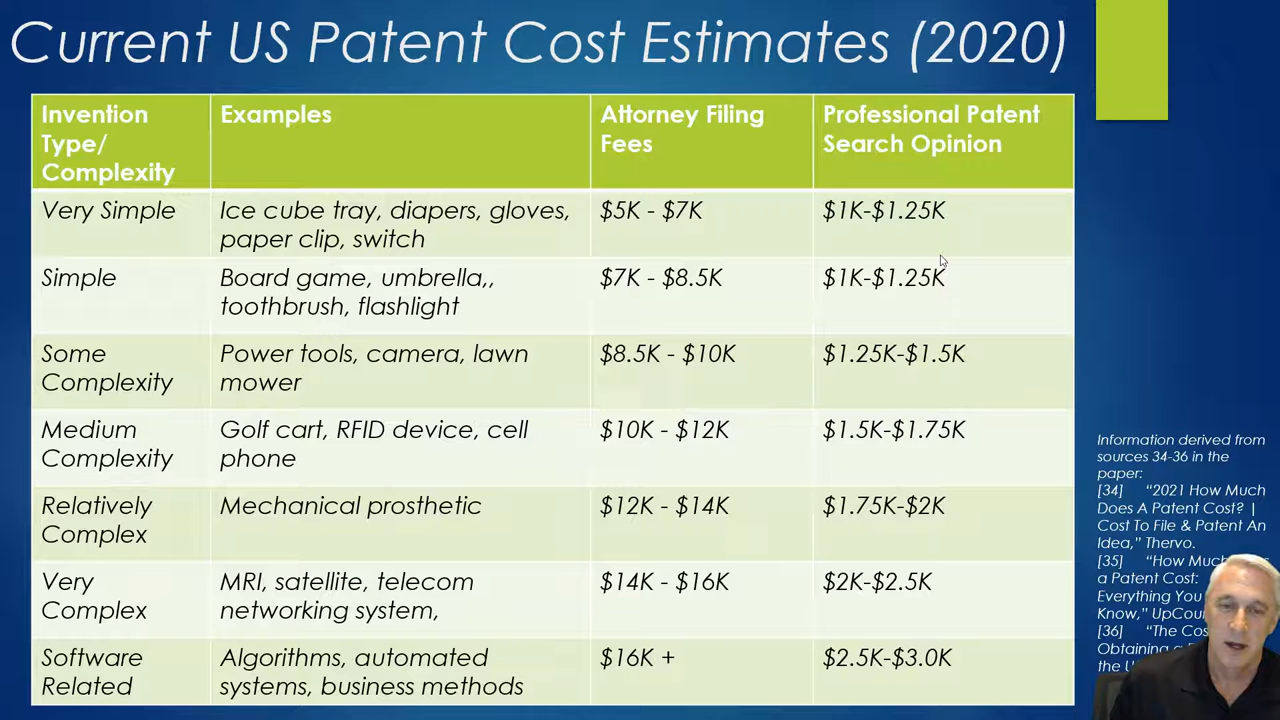 Current US Patent Cost Estimates (2020)
Invention Type/ Complexity
Examples
Attorney Filing Fees
Professional Patent Search Opinion
Very Simple
Ice cube tray, diapers, gloves,
paper clip, switch
$5K - $7K
$1K-$1.25K
Simple
Board game, umbrella,,
toothbrush, flashlight
$7K - $8.5K
$1K-$1.25K
Some
Complexity
Power tools, camera, lawn
mower
$8.5K - $10K
$1.25K-$1.5K
Medium
Complexity
Golf cart, RFID device, cell
phone
$10K - $12K
$1.5K-$1.75K
Relatively
Complex
Mechanical prosthetic
$12K - $14K
$1.75K-$2K
Very
Complex
MRI, satellite, telecom
networking system,
$14K - $16K
$2K-$2.5K
Software
Related
Algorithms, automated
systems, business methods
$16K +
$2.5K-$3.0K
Information derived from
sources 34-36 in the
paper:
[34] “2021 How Much
Does A Patent Cost? |
Cost To File & Patent An
Idea,” Thervo.
[35] “How Much
a Patent Cost:
Everything You
Know,”
[36] “The
Obtaining